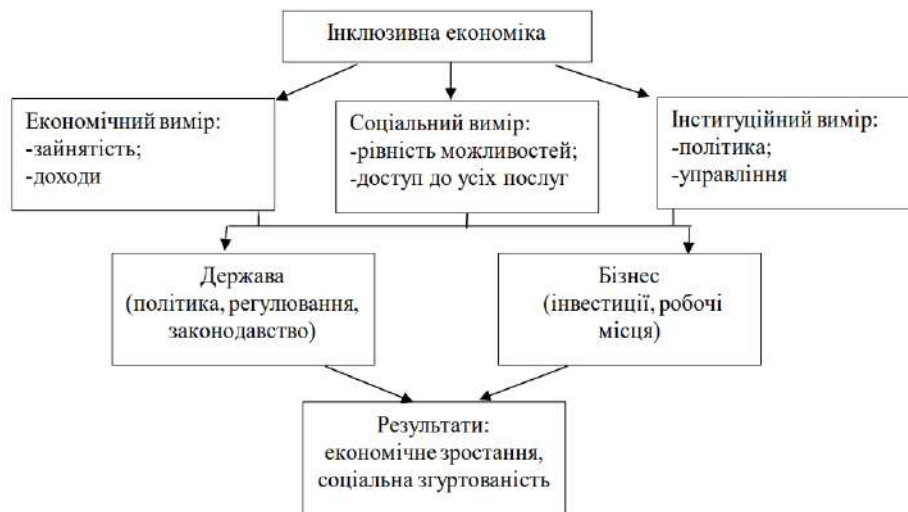 Інклюзивна економіка
Економічний вимір:
-зайнятість;
-доходи
Соціальний вимір:
-рівність можливостей;
-доступ до усіх послуг
Інституційний вимір:
-політика;
-управління
Держава
(політика, регулювання,
законодавство)
Бізнес
(інвестиції, робочі
місця)
Результати:
економічне зростання,
соціальна згуртованість